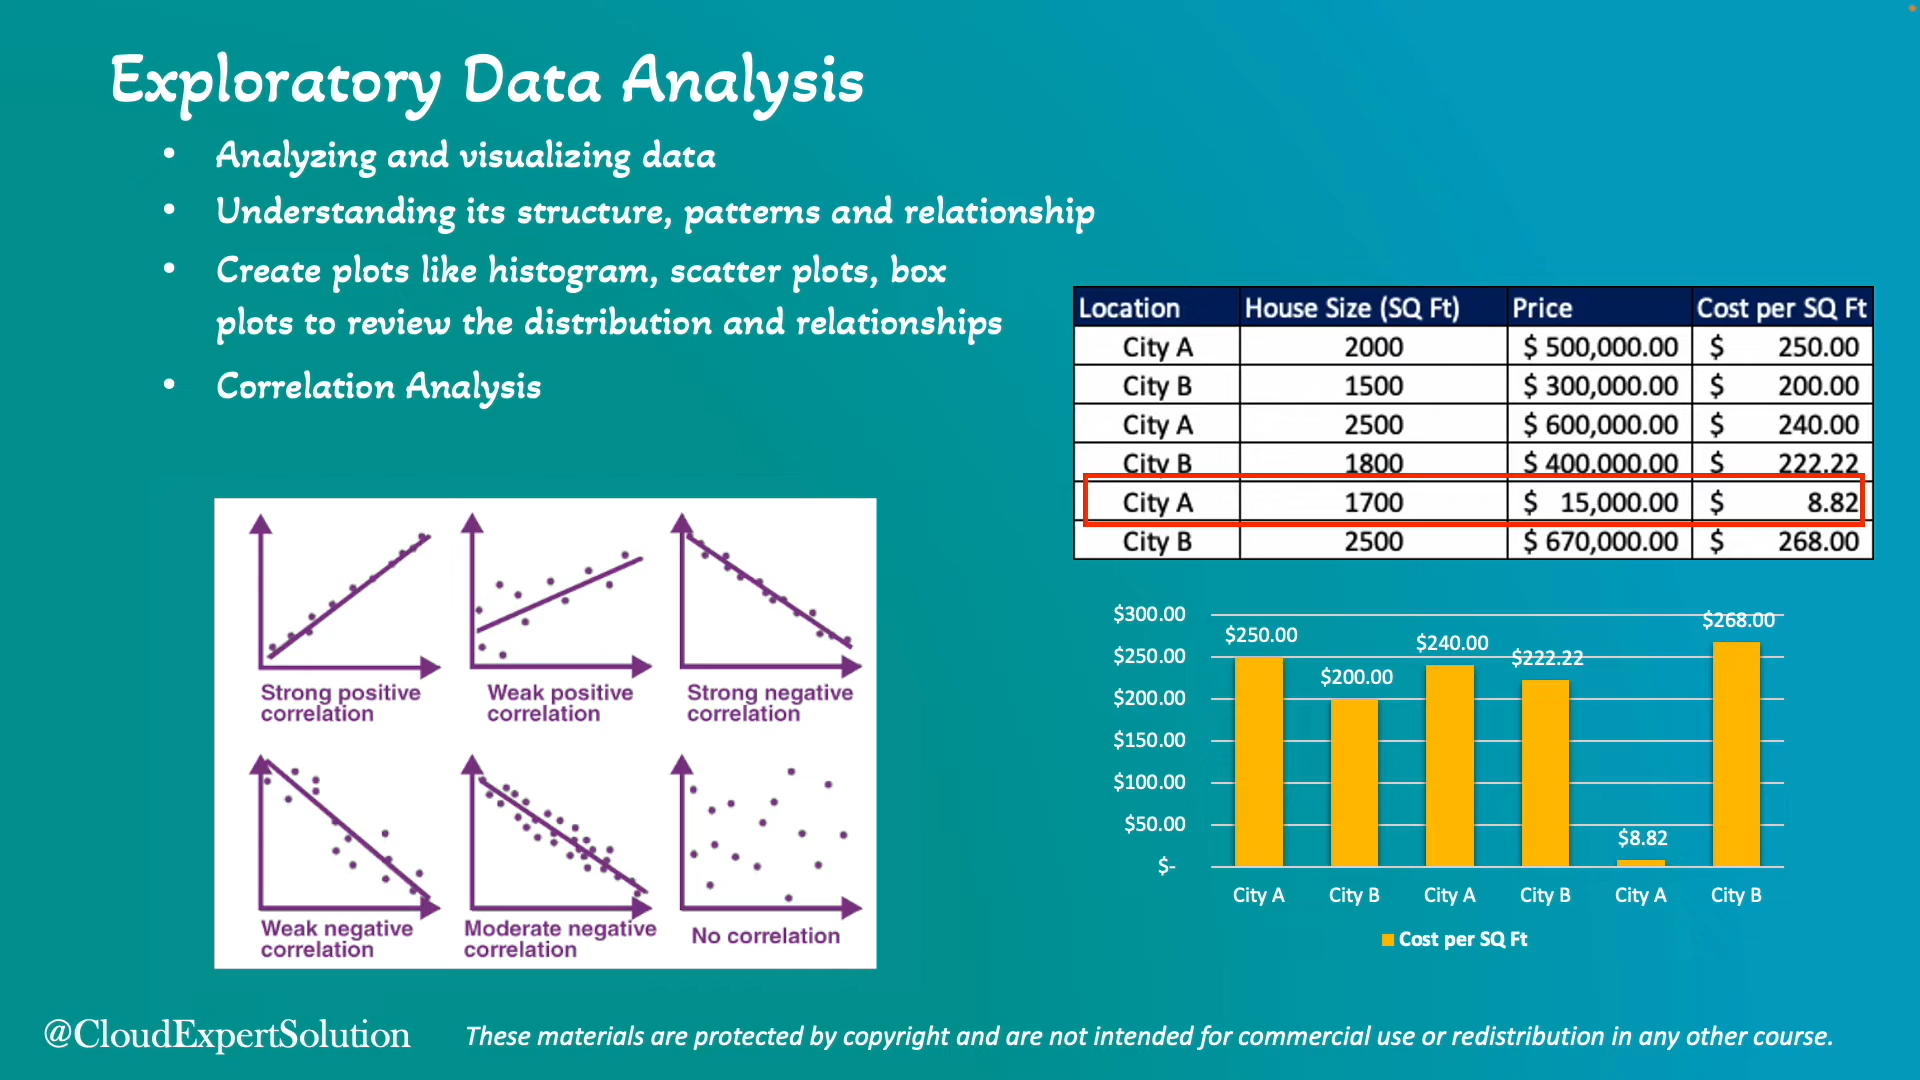 Exploratory Data Analysis
• Analyzing and visualizing data
• Understanding its structure, patterns and relationship
• Create plots like histogram, scatter plots, box
plots to review the distribution and relationships
• Correlation Analysis
Location House Size (SQ Ft) Price Cost per SQ Ft
City A 2000 $ 500,000.00 $ 250.00
City B 1500 $ 300,000.00 $ 200.00
City A 2500 $ 600,000.00 $ 240.00
City B 1800 $ 400,000.00 $ 222.22
City A 1700 $ 15,000.00 $ 8.82
City B 2500 $ 670,000.00 $ 268.00
Strong positive
correlation
Weak positive
correlation
Strong negative
correlation
Weak negative
correlation
Moderate negative
correlation
No correlation
$300.00
$250.00
$200.00
$150.00
$100.00
$50.00
$-
$250.00
$200.00
$240.00
$222.22
$8.82
$268.00
City A City B City A City B City A City B
Cost per SQ Ft
@CloudExpertSolution
These materials are protected by copyright and are not intended for commercial use or redistribution in any other course.